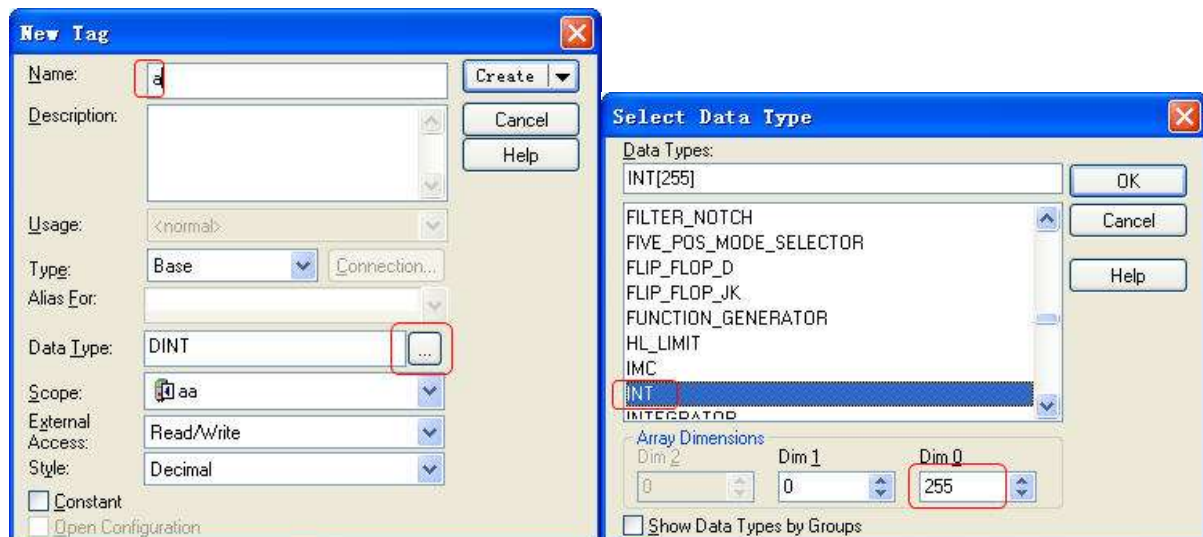 New Tag
Name:
a
Create
Description:
Cancel
Help
Usage:
<normal>
Type:
Base
Connection...
Alias For:
Data Type:
DINT
...
Scope:
aa
External
Access:
Read/Write
Style:
Decimal
Constant
Open Configuration
Select Data Type
Data Types:
INT[255]
OK
FILTER_NOTCH
Cancel
FIVE_POS_MODE_SELECTOR
FLIP_FLOP_D
Help
FLIP_FLOP_JK
FUNCTION_GENERATOR
HL_LIMIT
IMC
INT
INTEGRATOR
Array Dimensions
Dim 2
Dim 1
Dim 0
0
0
255
Show Data Types by Groups